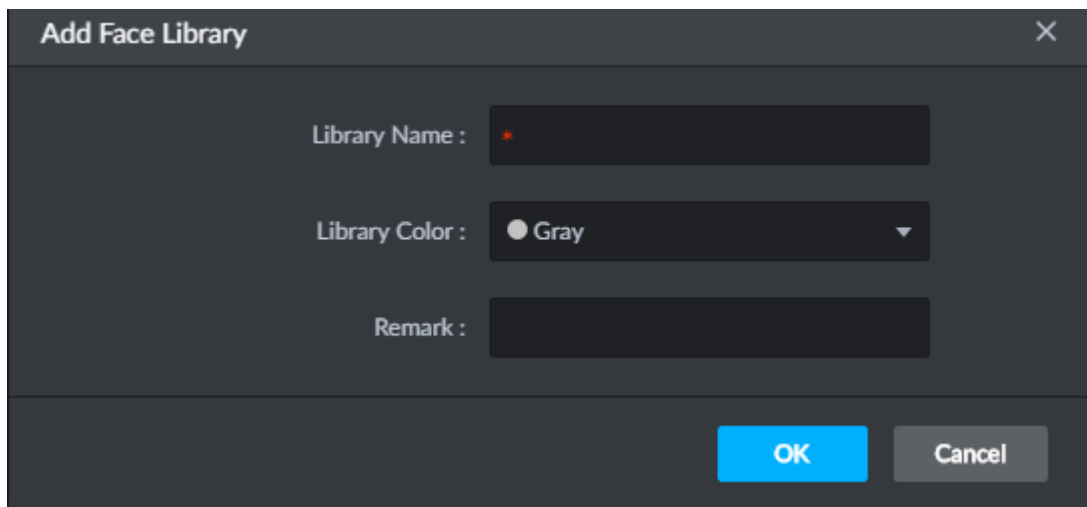 Add Face Library
Library Name : *
Library Color : Gray
Remark :
OK Cancel